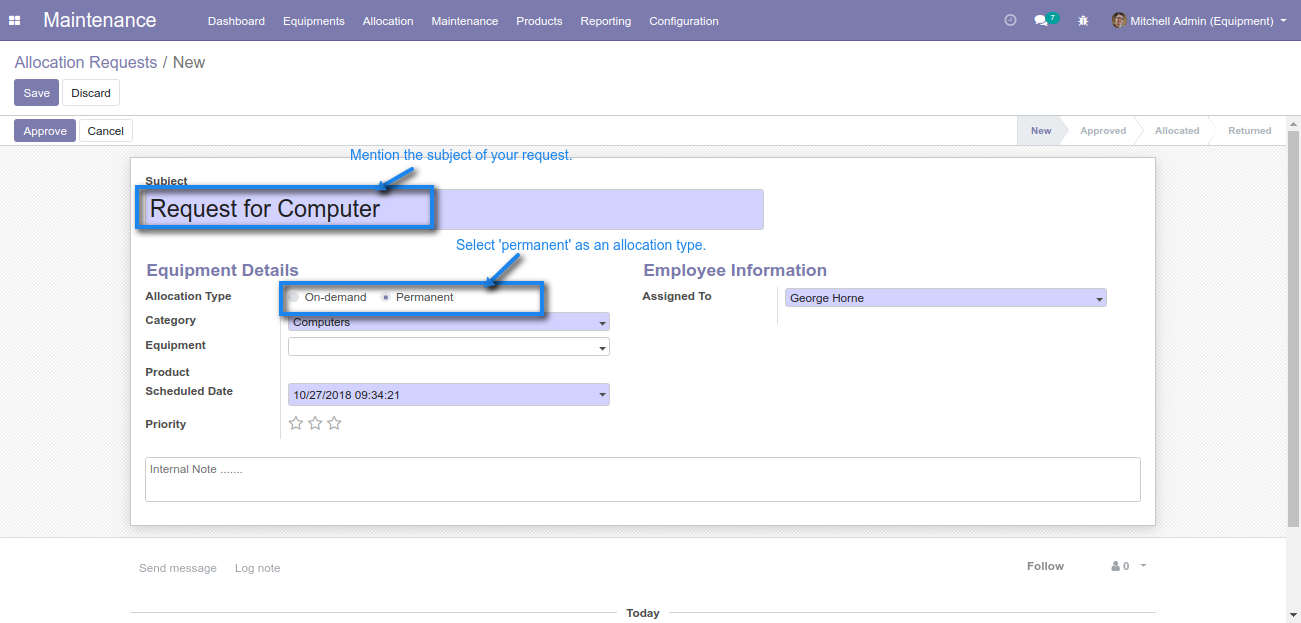 Maintenance Dashboard Equipments Allocation Maintenance Products Reporting Configuration 7 Mitchell Admin (Equipment)
Allocation Requests / New
Save Discard
Approve Cancel New Approved Allocated Returned
Mention the subject of your request.
Subject
Request for Computer
Select 'permanent' as an allocation type.
Equipment Details Employee Information
Allocation Type On-demand Permanent Assigned To George Horne
Category Computers
Equipment
Product
Scheduled Date 10/27/2018 09:34:21
Priority
Internal Note .......
Send message Log note Follow 0
Today